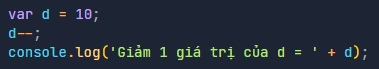 var d = 10;
d--;
console.log('Giảm 1 giá trị của d = ' + d);